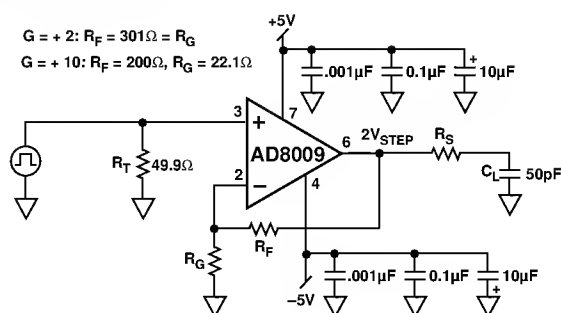 +5V
G = + 2: RF = 301Ω = RG
G = + 10: RF = 200Ω, RG = 22.1Ω
.001µF
0.1µF
+
10µF
3
+
7
AD8009
6
2VSTEP
RS
RT
49.9Ω
2
−
4
CL
50pF
RF
RG
.001µF
0.1µF
10µF
+
−5V